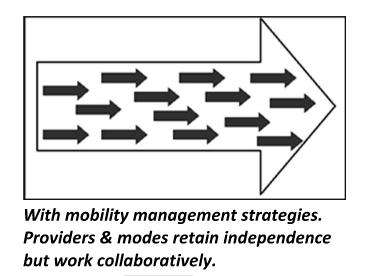 With mobility management strategies.
Providers & modes retain independence
but work collaboratively.